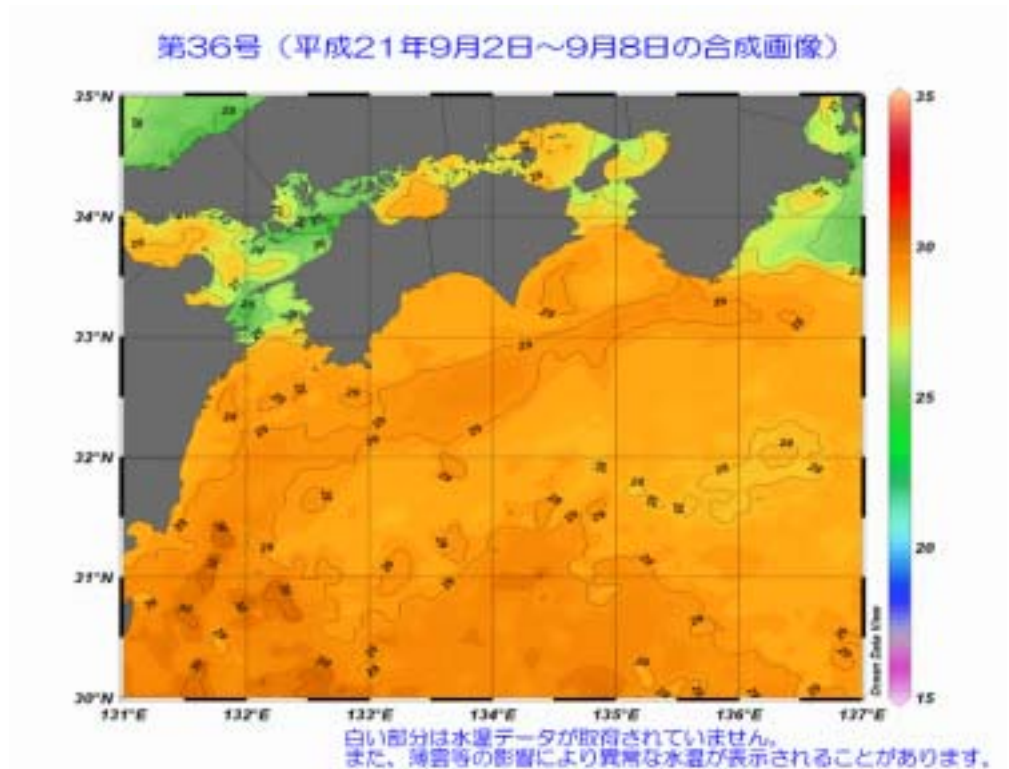 第36号（平成21年9月2日～9月8日の合成画像）
35°N
34°N
33°N
32°N
31°N
30°N
131°E 132°E 133°E 134°E 135°E 136°E 137°E
35
30
25
20
15
Ocean Data View
白い部分は水温データが取得されていません。
また、薄雲等の影響により異常な水温が表示されることがあります。